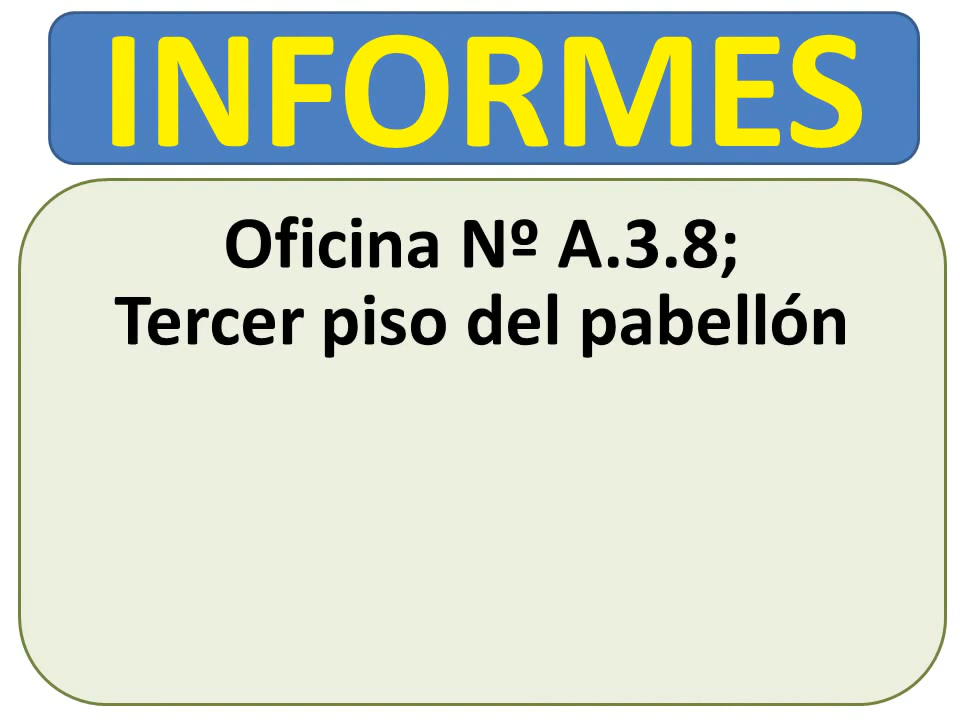 INFORMES
Oficina Nº A.3.8;
Tercer piso del pabellón